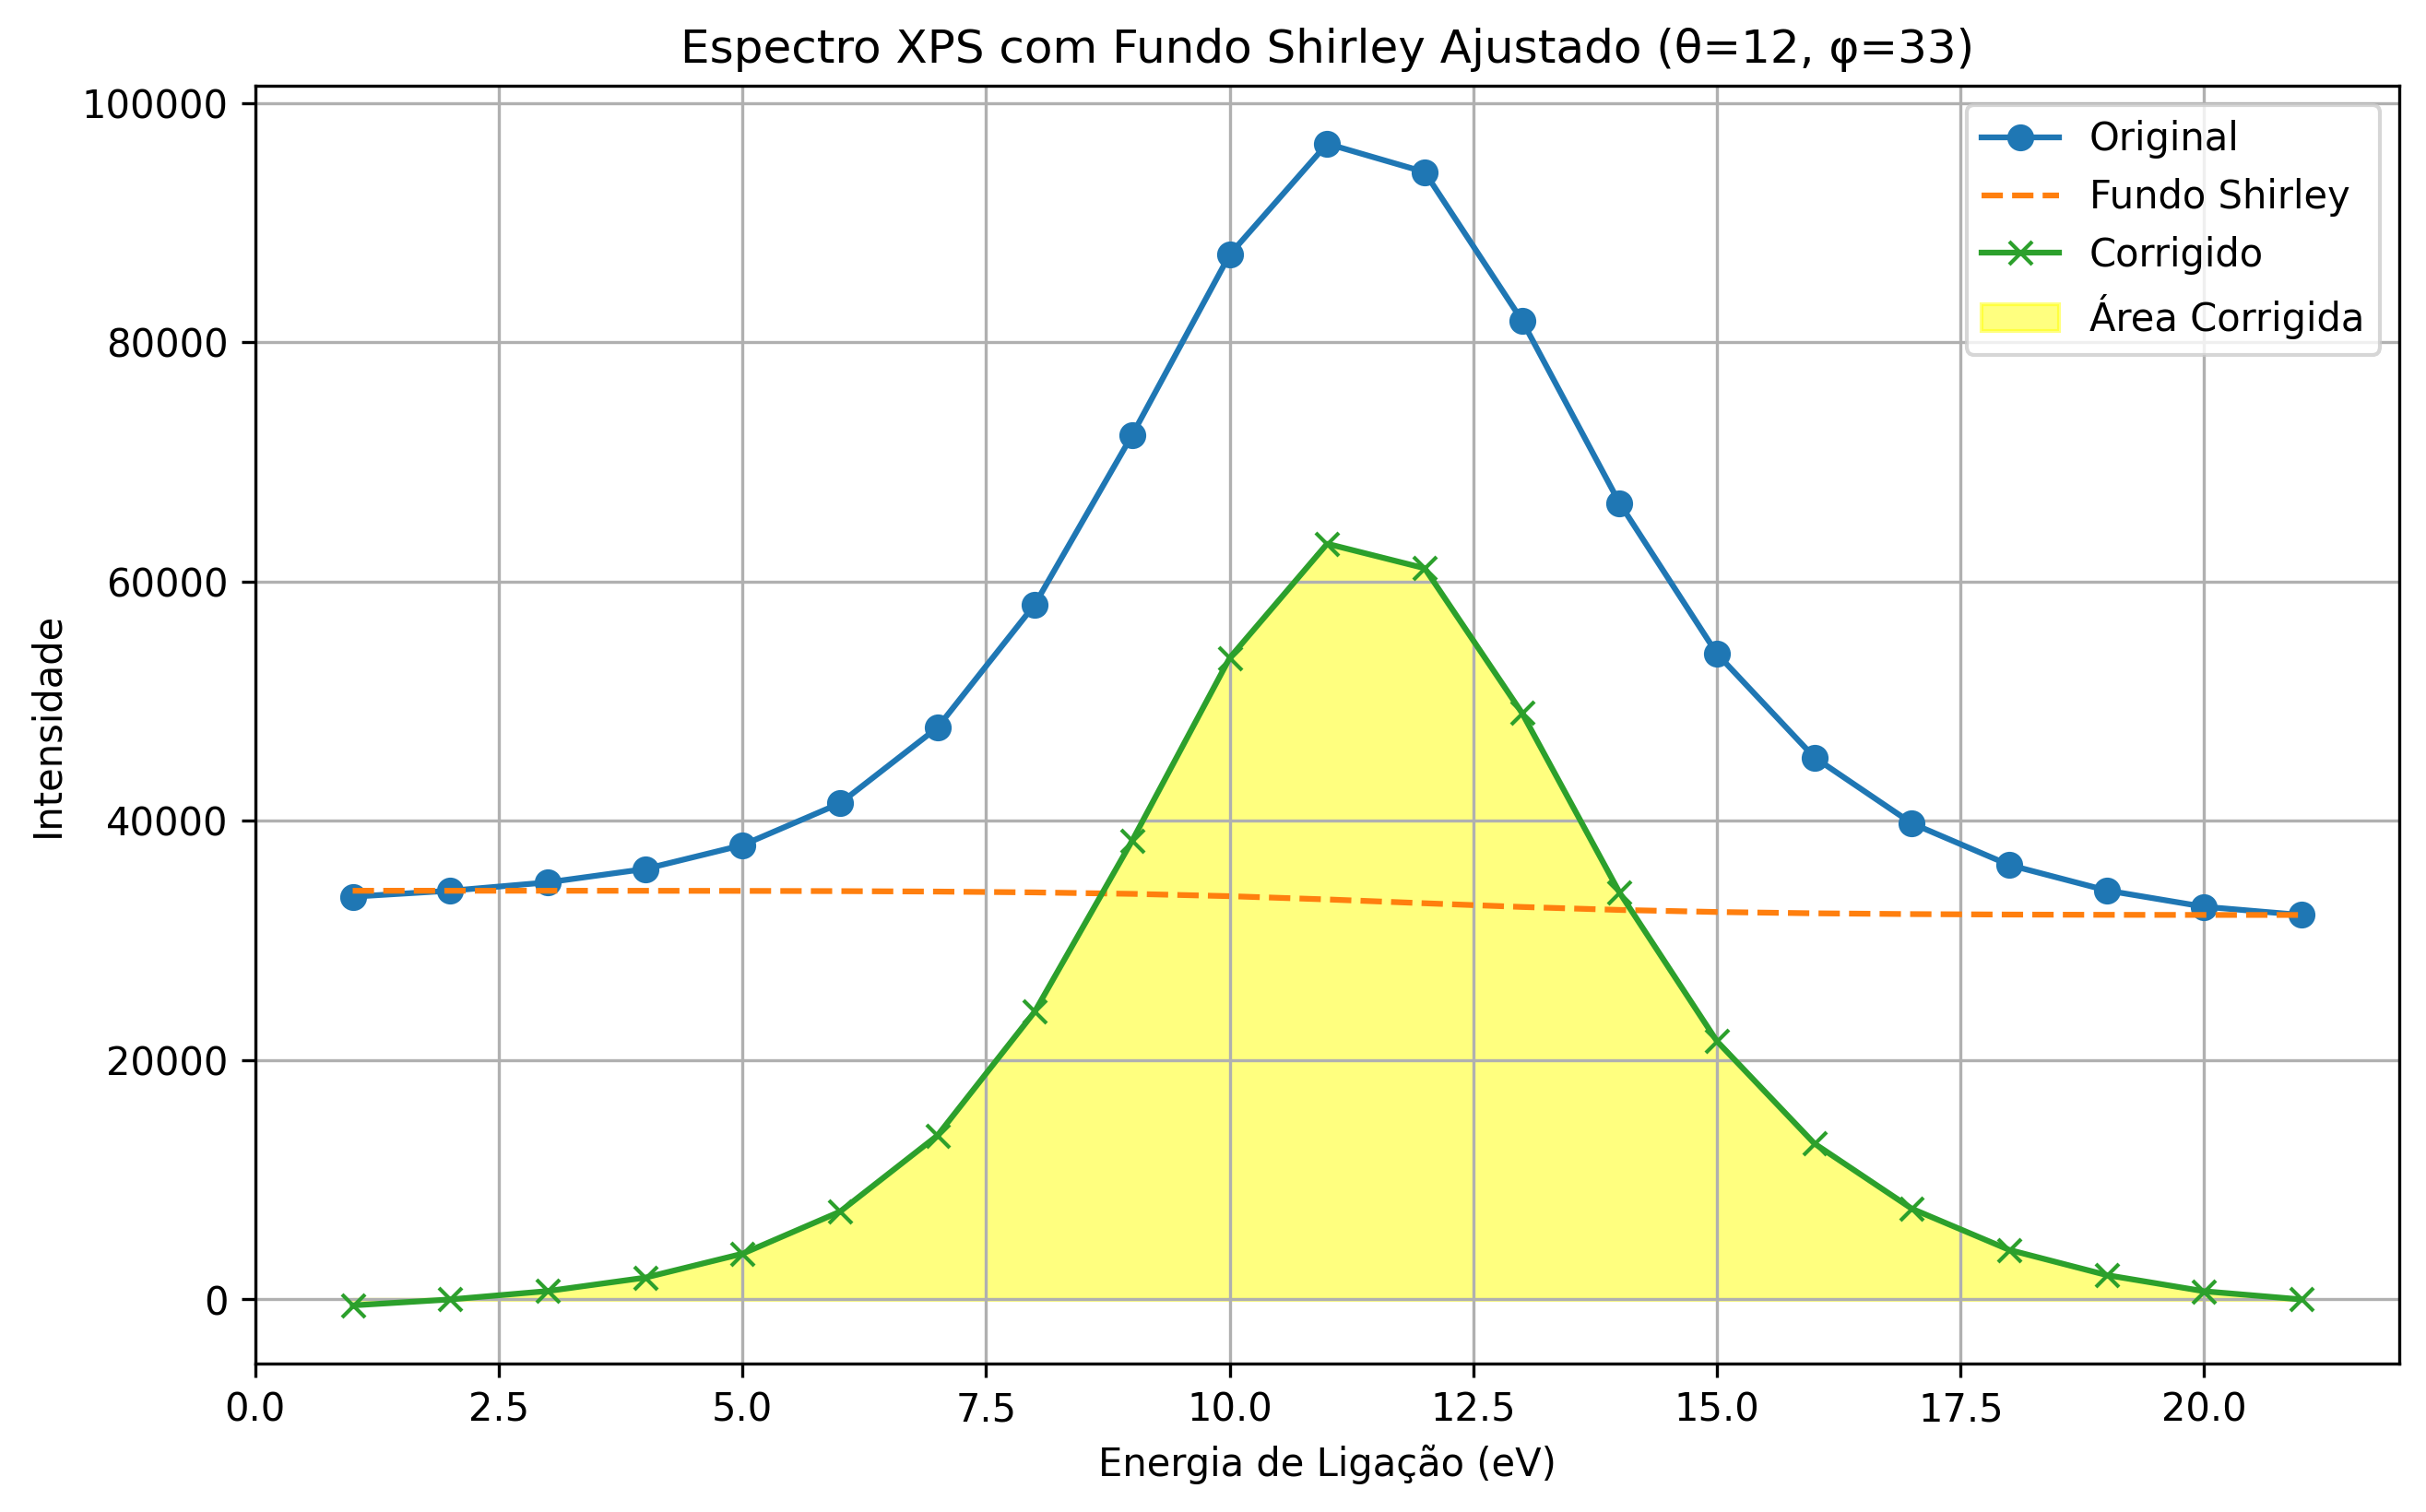 Espectro XPS com Fundo Shirley Ajustado (θ=12, φ=33)
Original
Fundo Shirley
Corrigido
Área Corrigida
Intensidade
100000
80000
60000
40000
20000
0
0.0 2.5 5.0 7.5 10.0 12.5 15.0 17.5 20.0
Energia de Ligação (eV)